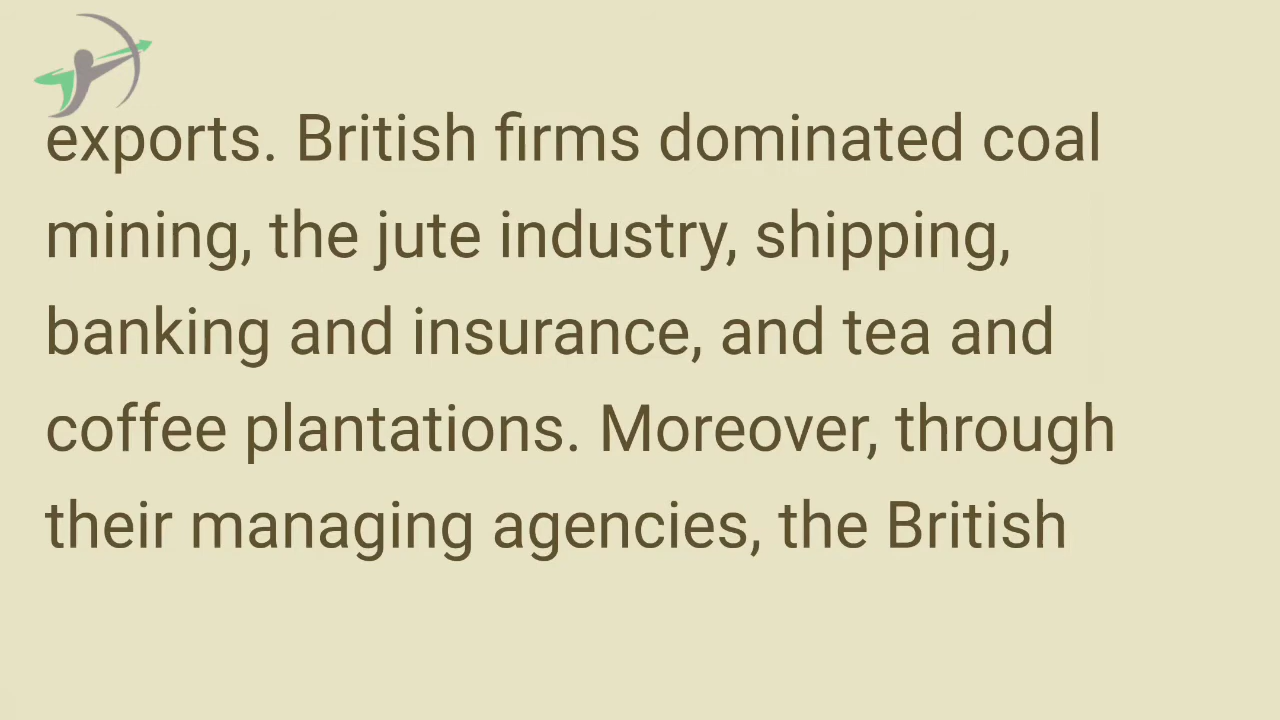 exports. British firms dominated coal
mining, the jute industry, shipping,
banking and insurance, and tea and
coffee plantations. Moreover, through
their managing agencies, the British